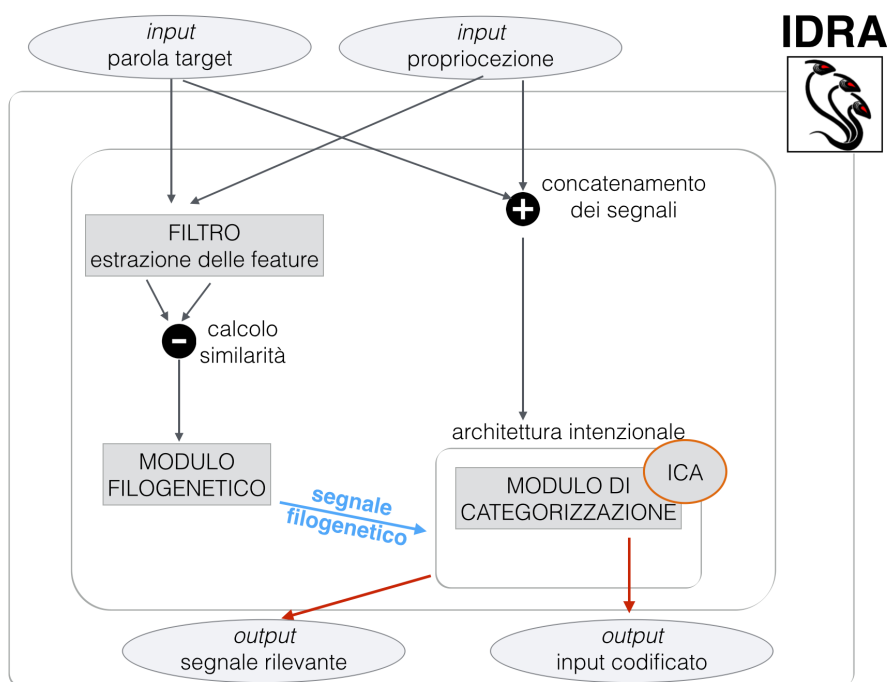 input
parola target
input
propriocezione
IDRA
concatenamento
dei segnali
+
FILTRO
estrazione delle feature
-
calcolo
similarità
architettura intenzionale
MODULO
FILOGENETICO
segnale
filogenetico
ICA
MODULO DI
CATEGORIZZAZIONE
output
segnale rilevante
output
input codificato